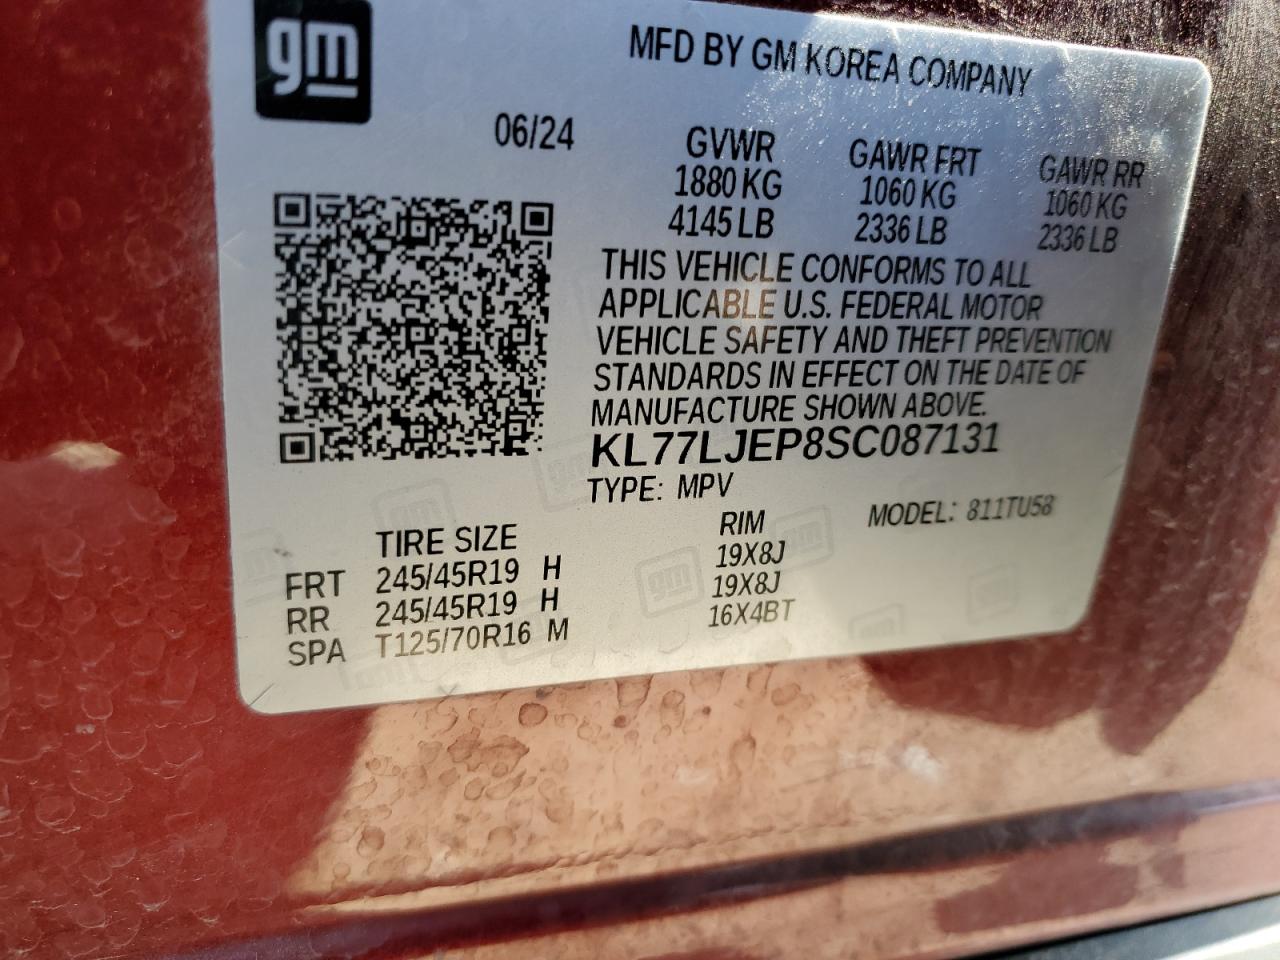 gm
MFD BY GM KOREA COMPANY
06/24
GVWR GAWR FRT GAWR RR
1880 KG 1060 KG 1060 KG
4145 LB 2336 LB 2336 LB
THIS VEHICLE CONFORMS TO ALL
APPLICABLE U.S. FEDERAL MOTOR
VEHICLE SAFETY AND THEFT PREVENTION
STANDARDS IN EFFECT ON THE DATE OF
MANUFACTURE SHOWN ABOVE.
KL77LJEP8SC087131
TYPE: MPV
MODEL: 811TU58
TIRE SIZE RIM
FRT 245/45R19 H 19X8J
RR 245/45R19 H 19X8J
SPA T125/70R16 M 16X4BT